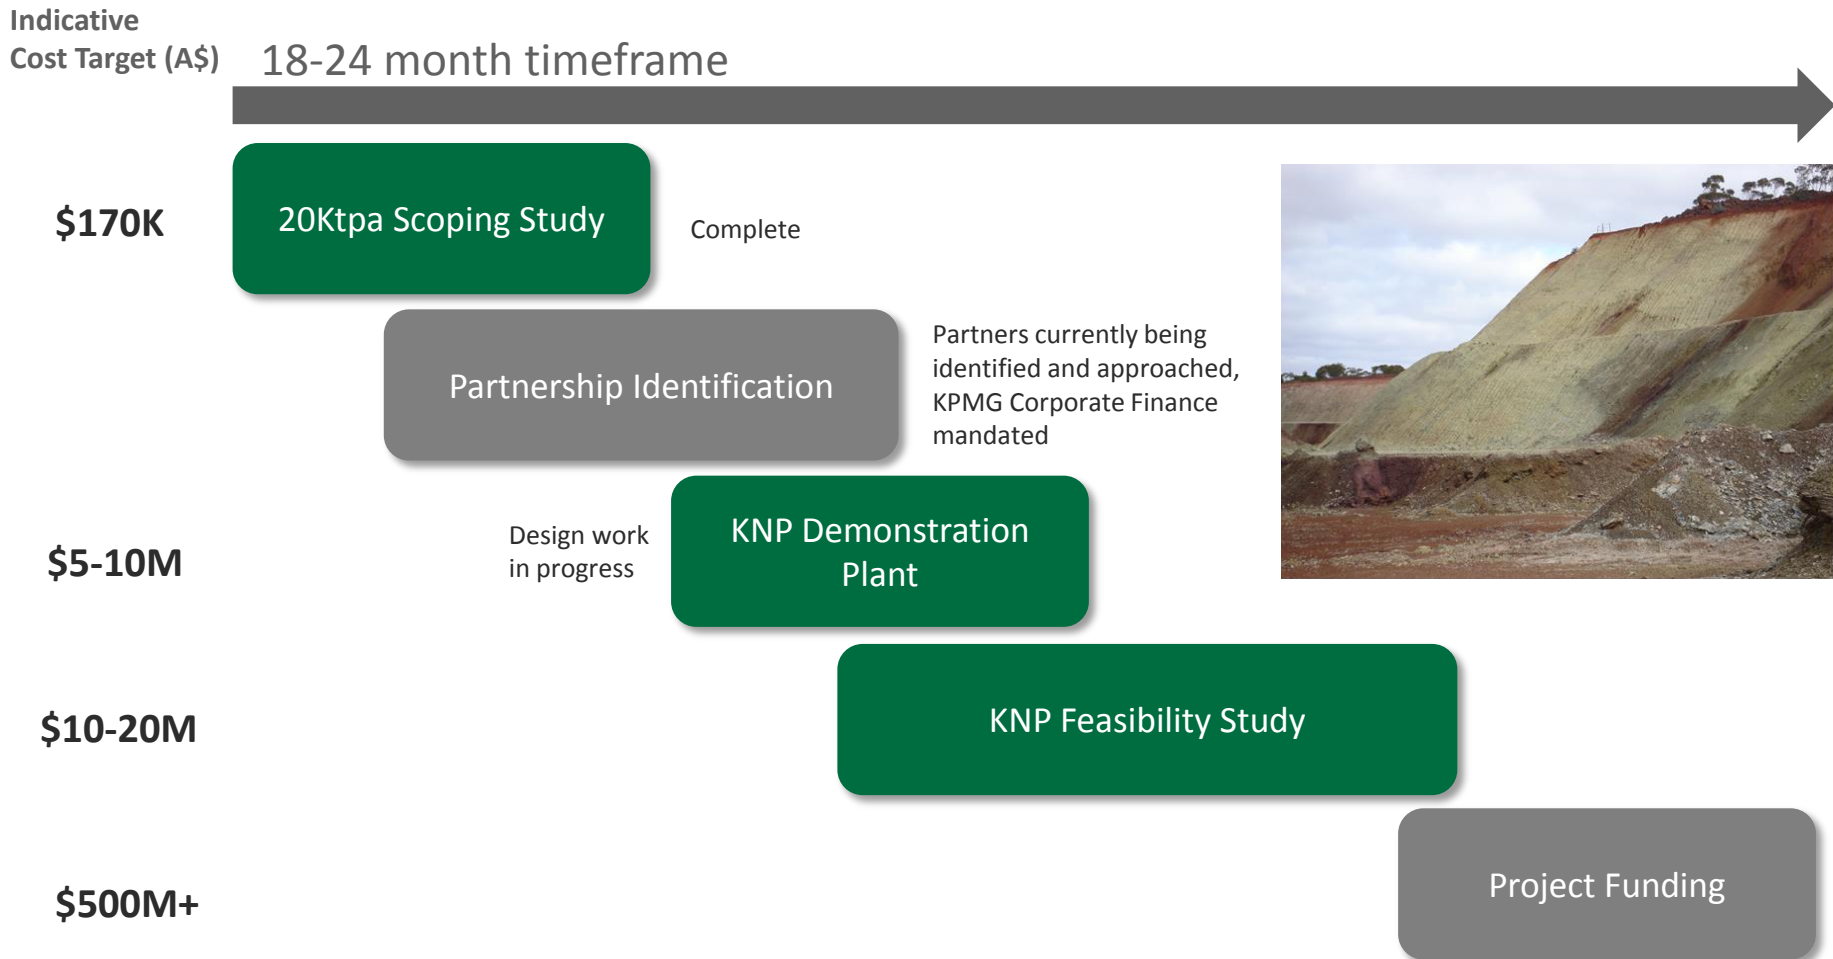 Indicative
Cost Target (A$)
18-24 month timeframe
$170K
20Ktpa Scoping Study
Complete
Partnership Identification
Partners currently being
identified and approached,
KPMG Corporate Finance
mandated
$5-10M
Design work
in progress
KNP Demonstration
Plant
$10-20M
KNP Feasibility Study
$500M+
Project Funding